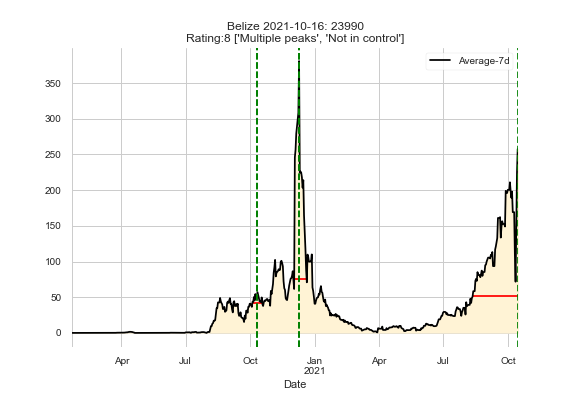 Belize 2021-10-16: 23990
Rating:8 ['Multiple peaks', 'Not in control']
Average-7d
350
300
250
200
150
100
50
0
Apr
Jul
Oct
Jan
2021
Apr
Jul
Oct
Date